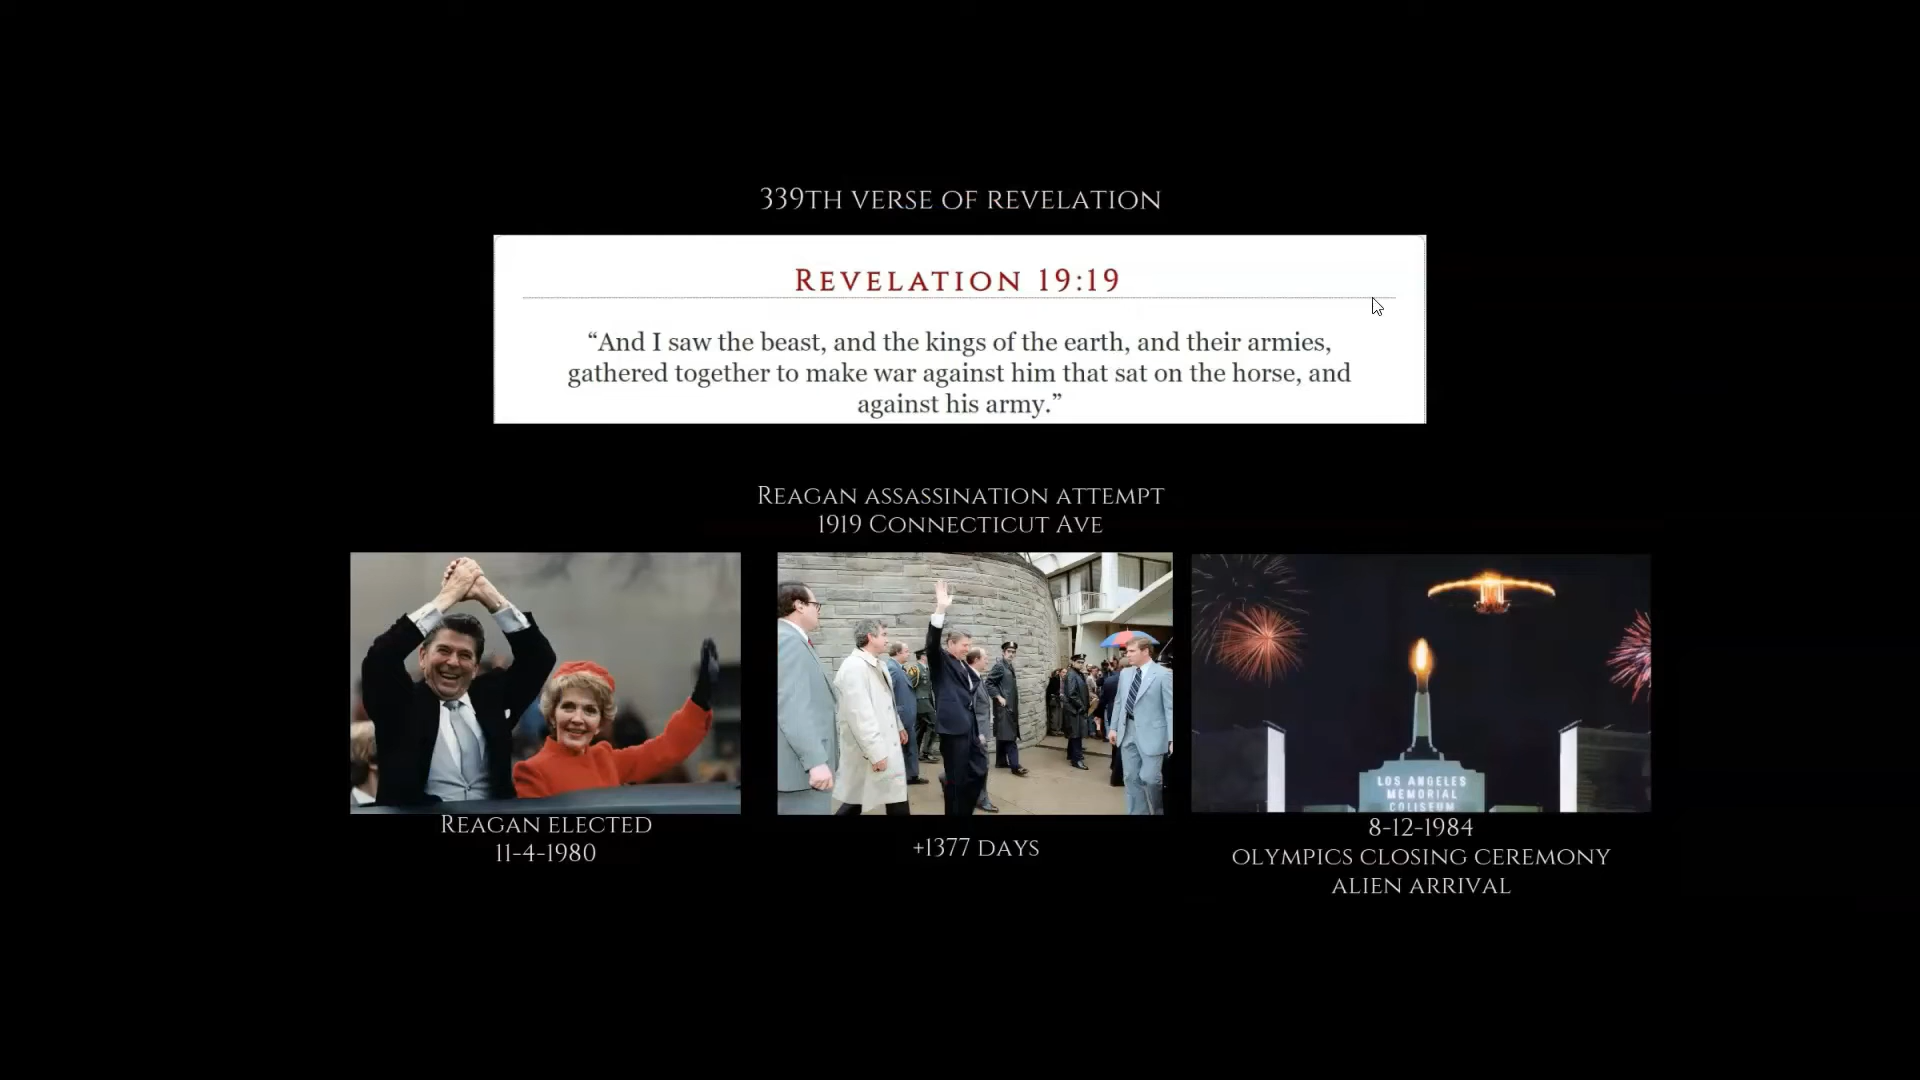 339TH VERSE OF REVELATION
REVELATION 19:19
“And I saw the beast, and the kings of the earth, and their armies,
gathered together to make war against him that sat on the horse, and
against his army.”
REAGAN ASSASSINATION ATTEMPT
1919 CONNECTICUT AVE
LOS ANGELES
MEMORIAL
COLISEUM
REAGAN ELECTED
11-4-1980
+1377 DAYS
8-12-1984
OLYMPICS CLOSING CEREMONY
ALIEN ARRIVAL